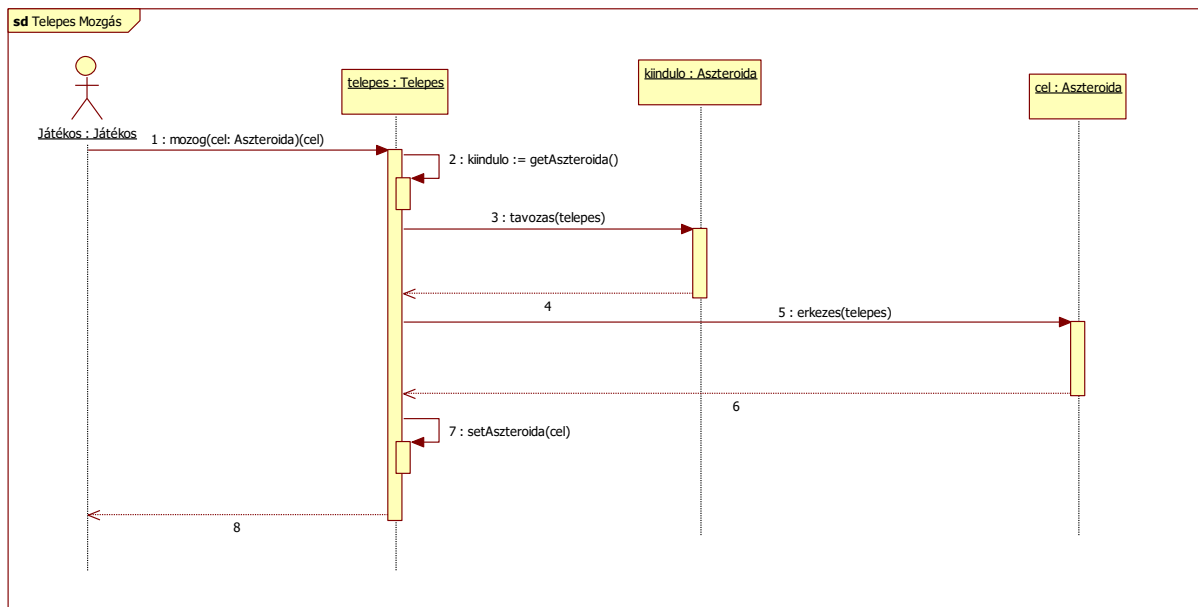 sd Telepes Mozgás
kiindulo : Aszteroida
telepes : Telepes
cel : Aszteroida
Játékos : Játékos
1 : mozog(cel: Aszteroida)(cel)
2 : kiindulo := getAszteroida()
3 : tavozas(telepes)
4
5 : erkezes(telepes)
6
7 : setAszteroida(cel)
8